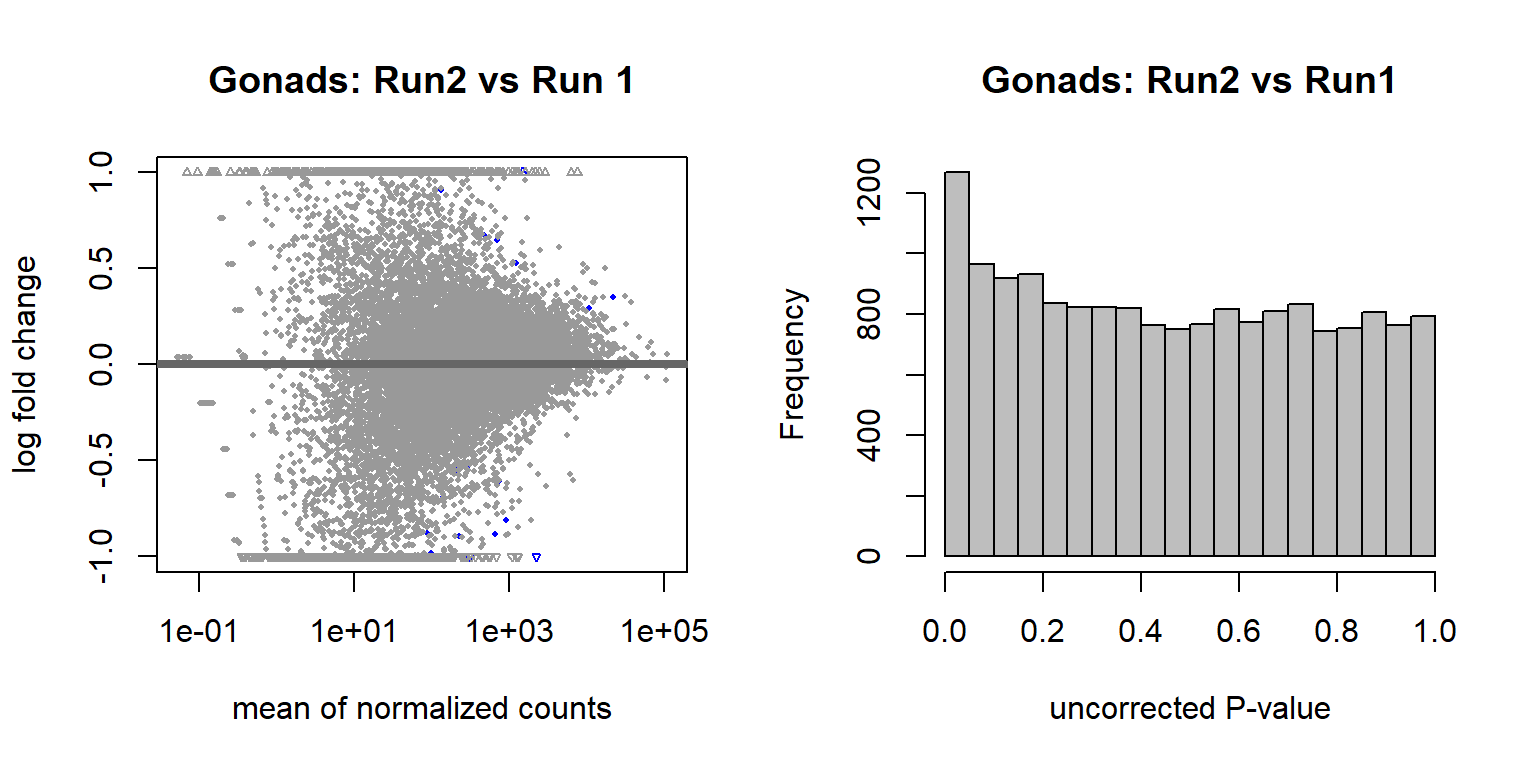 Gonads: Run2 vs Run 1
log fold change
1.0
0.5
0.0
-0.5
-1.0
1e-01 1e+01 1e+03 1e+05
mean of normalized counts
Gonads: Run2 vs Run1
Frequency
1200
800
400
0
0.0 0.2 0.4 0.6 0.8 1.0
uncorrected P-value